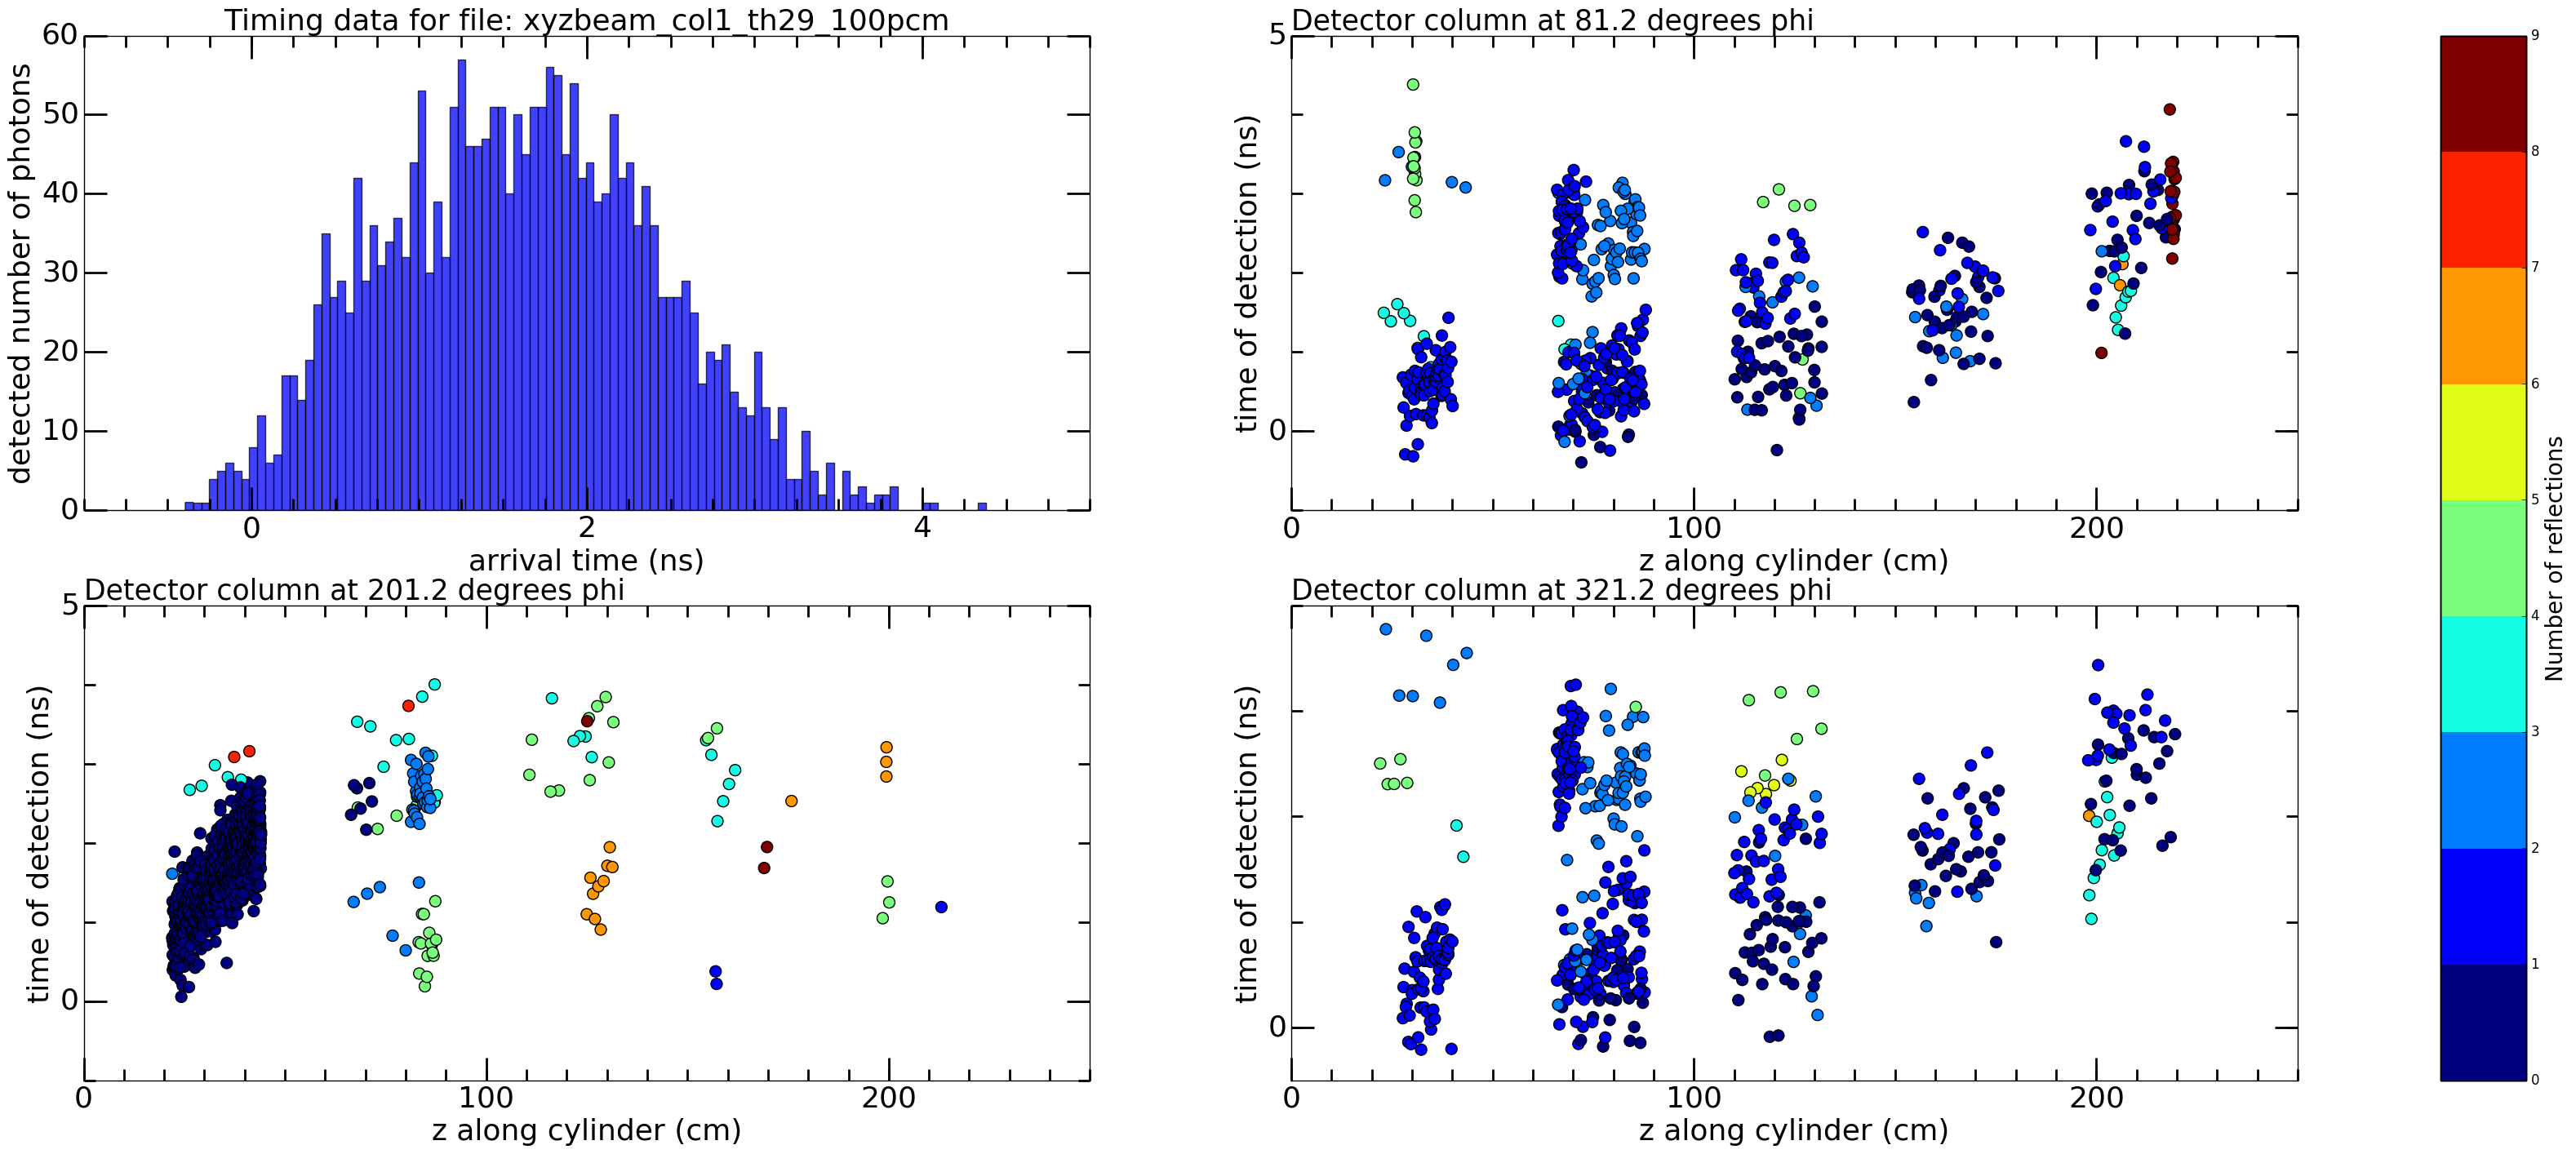 Timing data for file: xyzbeam_col1_th29_100pcm
60
50
40
30
20
10
0
detected number of photons
0 2 4
arrival time (ns)
Detector column at 81.2 degrees phi
5
0
time of detection (ns)
0 100 200
z along cylinder (cm)
Detector column at 201.2 degrees phi
5
0
time of detection (ns)
0 100 200
z along cylinder (cm)
Detector column at 321.2 degrees phi
0
time of detection (ns)
0 100 200
z along cylinder (cm)
9
8
7
6
5
4
3
2
1
0
Number of reflections